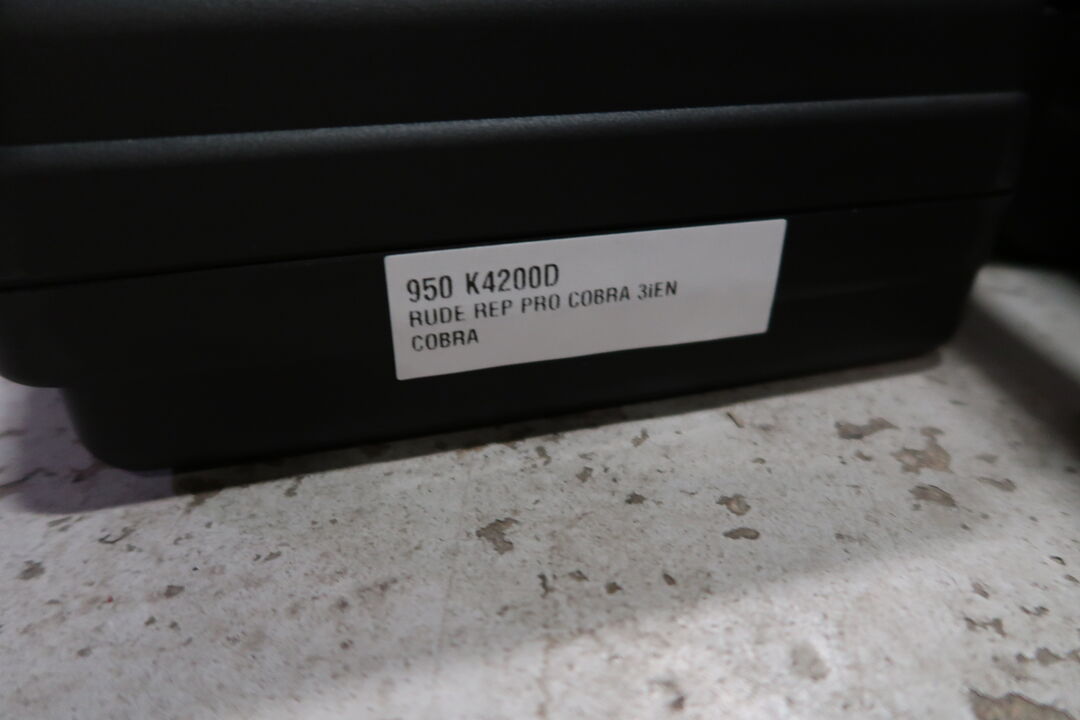 950 K4200D
RUDE REP PRO COBRA 3iEN
COBRA